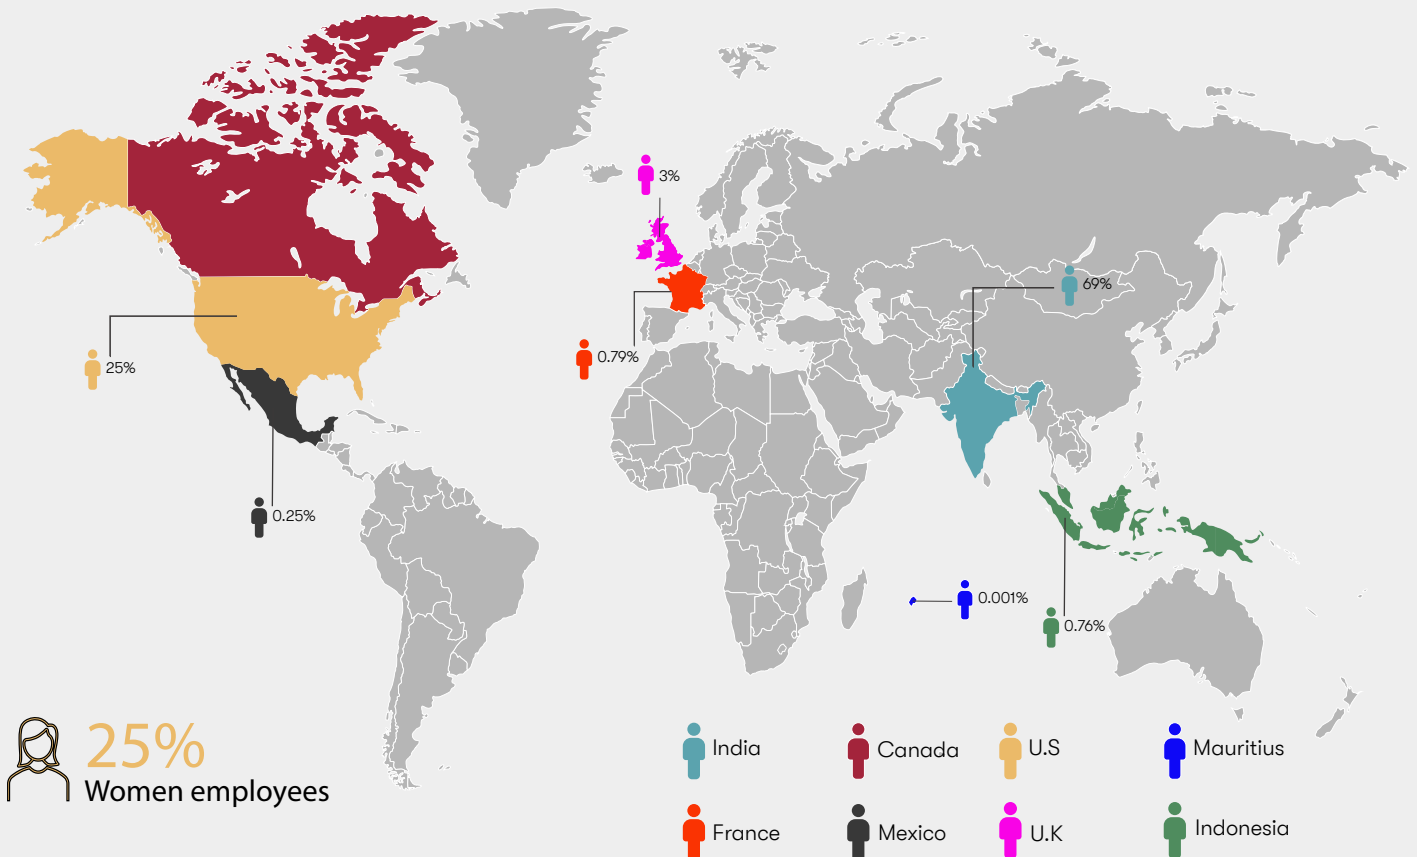 3%
69%
0.79%
25%
0.25%
0.001%
0.76%
25%
Women employees
India
Canada
U.S
Mauritius
France
Mexico
U.K
Indonesia